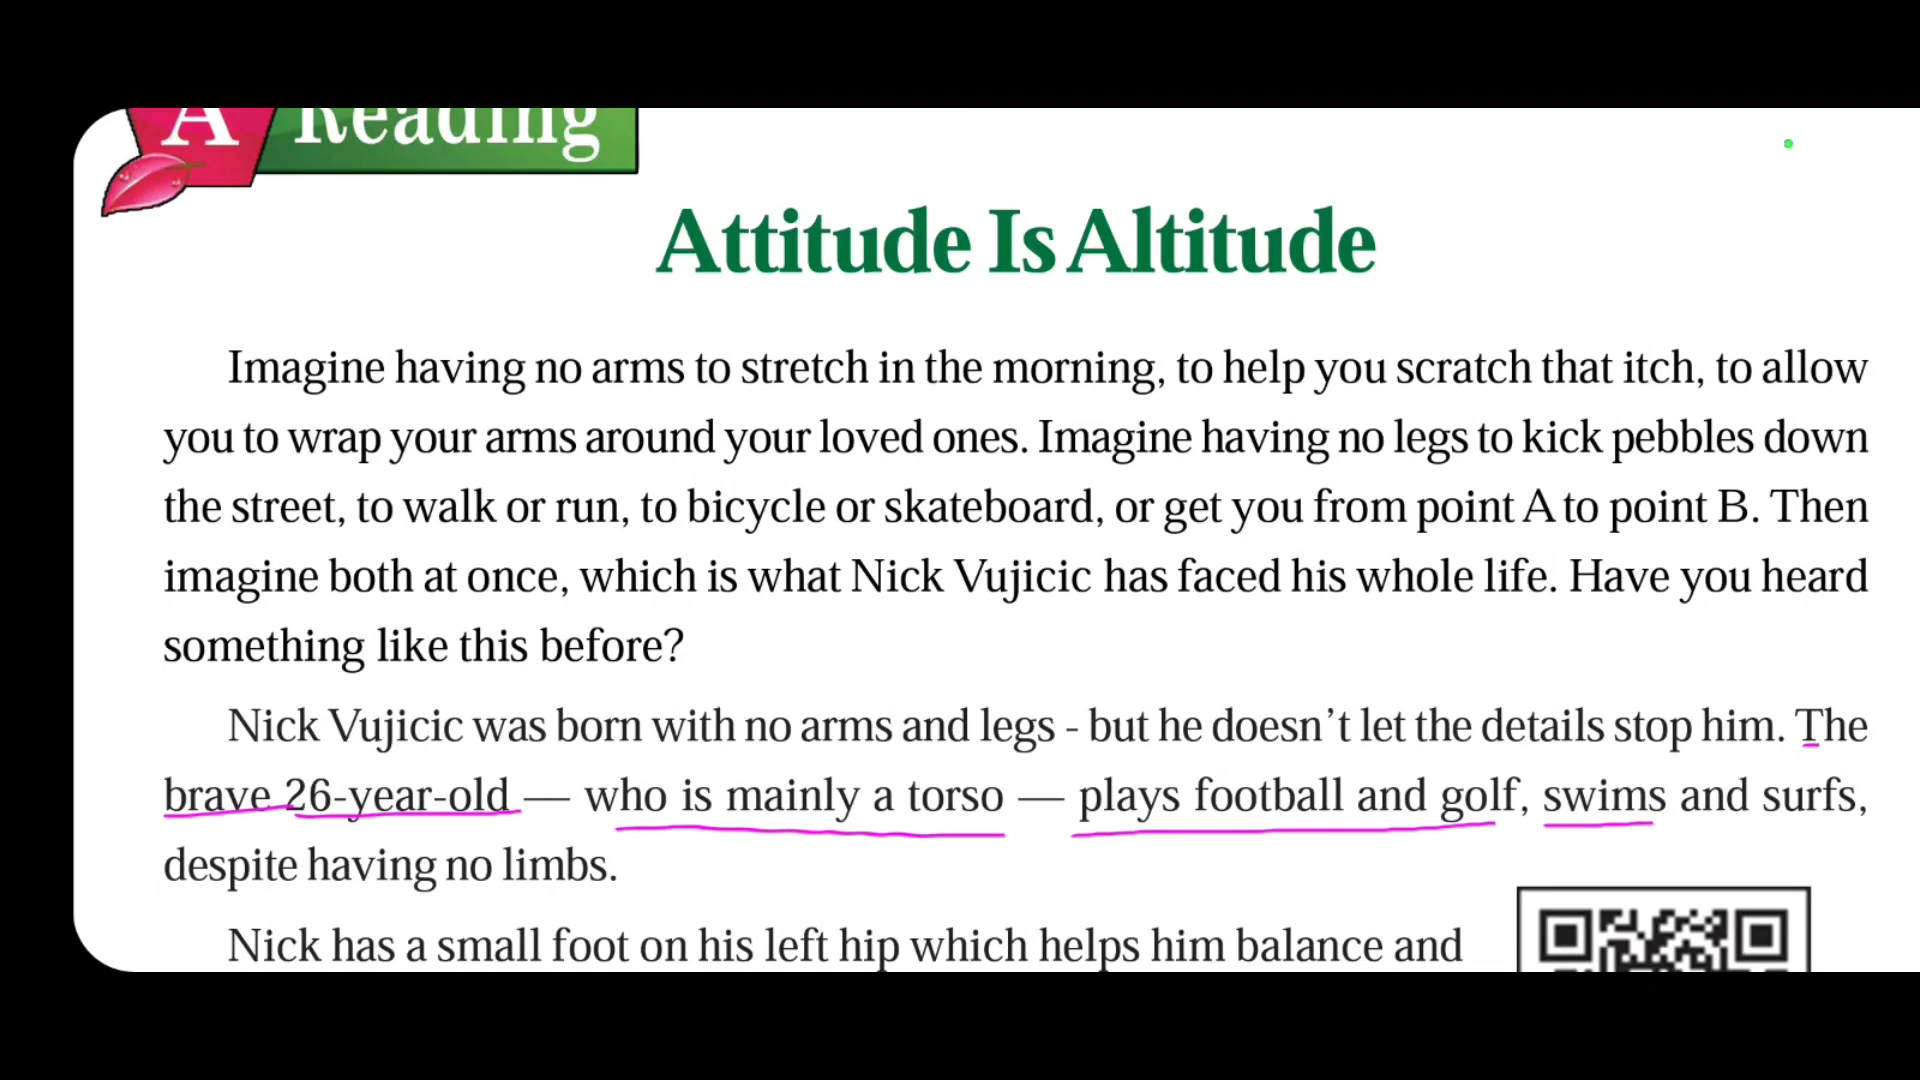 A Reading
Attitude Is Altitude
Imagine having no arms to stretch in the morning, to help you scratch that itch, to allow
you to wrap your arms around your loved ones. Imagine having no legs to kick pebbles down
the street, to walk or run, to bicycle or skateboard, or get you from point A to point B. Then
imagine both at once, which is what Nick Vujicic has faced his whole life. Have you heard
something like this before?
Nick Vujicic was born with no arms and legs - but he doesn’t let the details stop him. The
brave 26-year-old — who is mainly a torso — plays football and golf, swims and surfs,
despite having no limbs.
Nick has a small foot on his left hip which helps him balance and